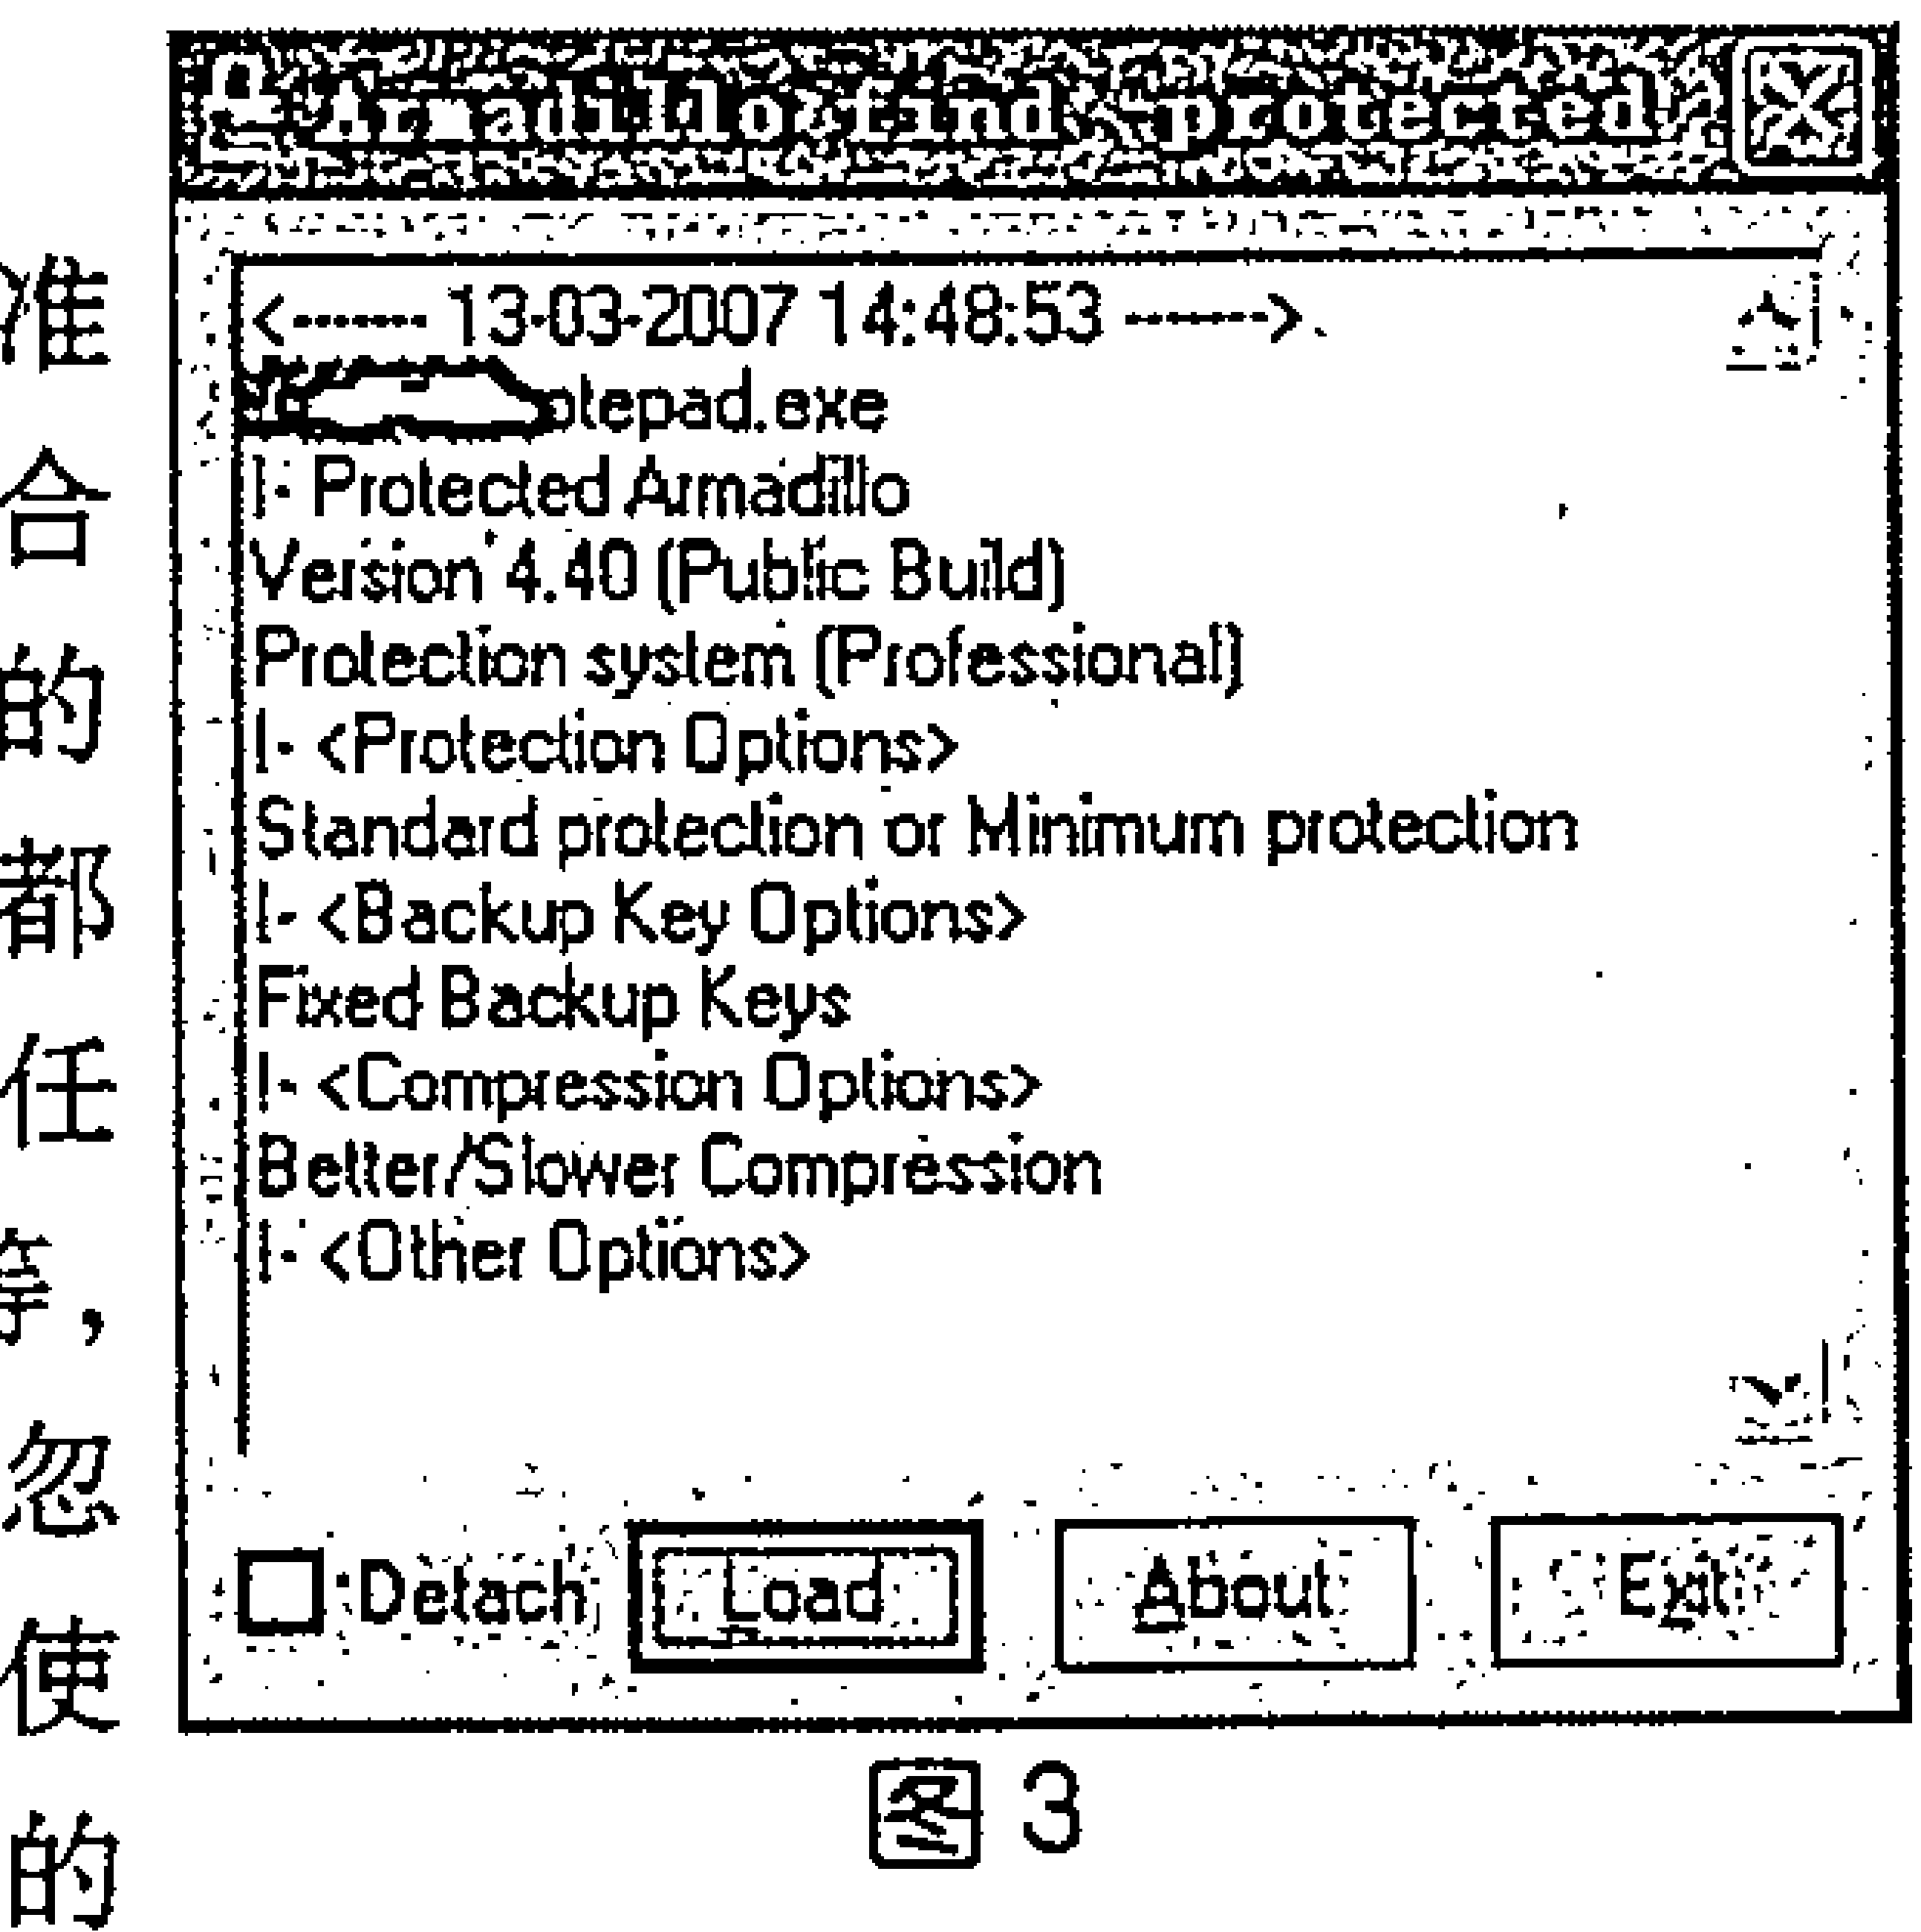 准
合
的
都
任
等，
忽
使
的
Armadillo find protected
<------- 13-03-2007 14:48:53 ------->
otepad.exe
|- Protected Armadillo
Version 4.40 (Public Build)
Protection system (Professional)
|- <Protection Options>
Standard protection or Minimum protection
|- <Backup Key Options>
Fixed Backup Keys
|- <Compression Options>
Better/Slower Compression
|- <Other Options>
Detach Load About Exit
图 3